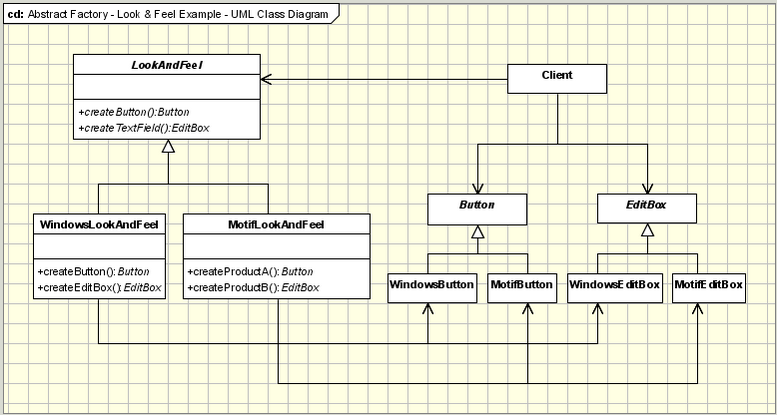 cd: Abstract Factory - Look & Feel Example - UML Class Diagram
LookAndFeel
+createButton():Button
+createTextField():EditBox
Client
WindowsLookAndFeel
+createButton(): Button
+createEditBox(): EditBox
MotifLookAndFeel
+createProductA(): Button
+createProductB(): EditBox
Button
EditBox
WindowsButton
MotifButton
WindowsEditBox
MotifEditBox